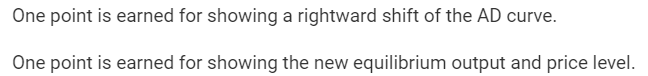 One point is earned for showing a rightward shift of the AD curve.
One point is earned for showing the new equilibrium output and price level.